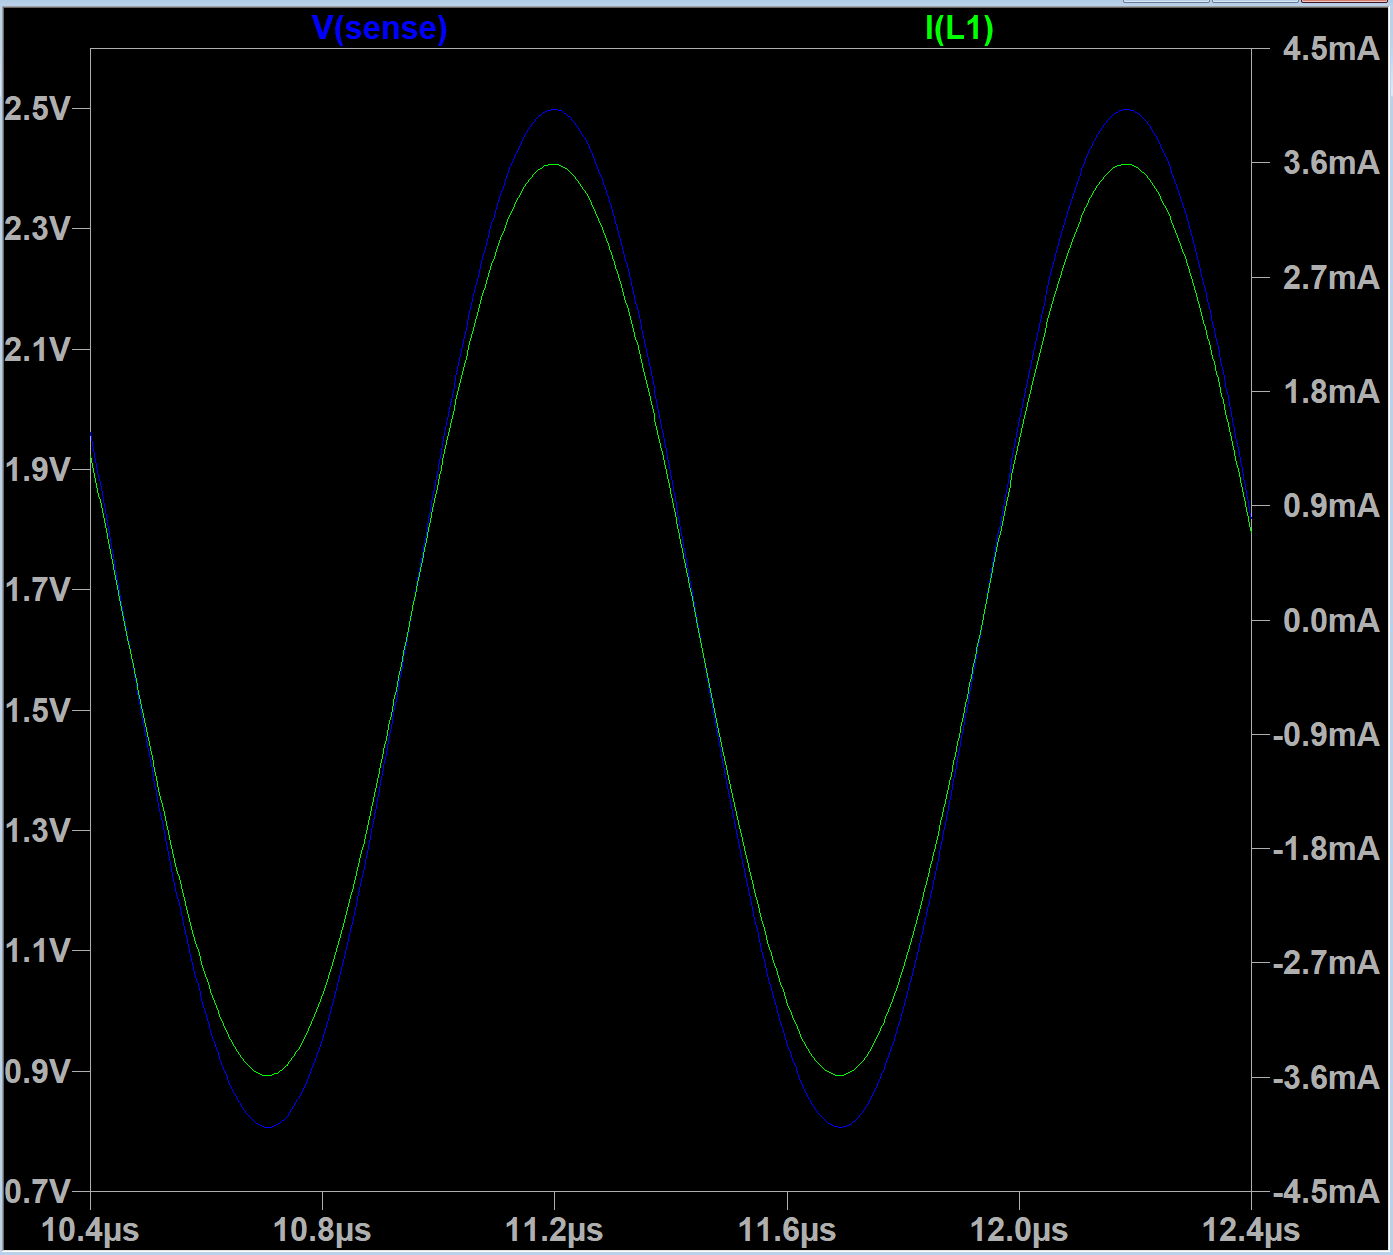 V(sense) I(L1)
4.5mA
2.5V
3.6mA
2.3V
2.7mA
2.1V
1.8mA
1.9V
0.9mA
1.7V
0.0mA
1.5V
-0.9mA
1.3V
-1.8mA
1.1V
-2.7mA
0.9V
-3.6mA
0.7V -4.5mA
10.4µs 10.8µs 11.2µs 11.6µs 12.0µs 12.4µs